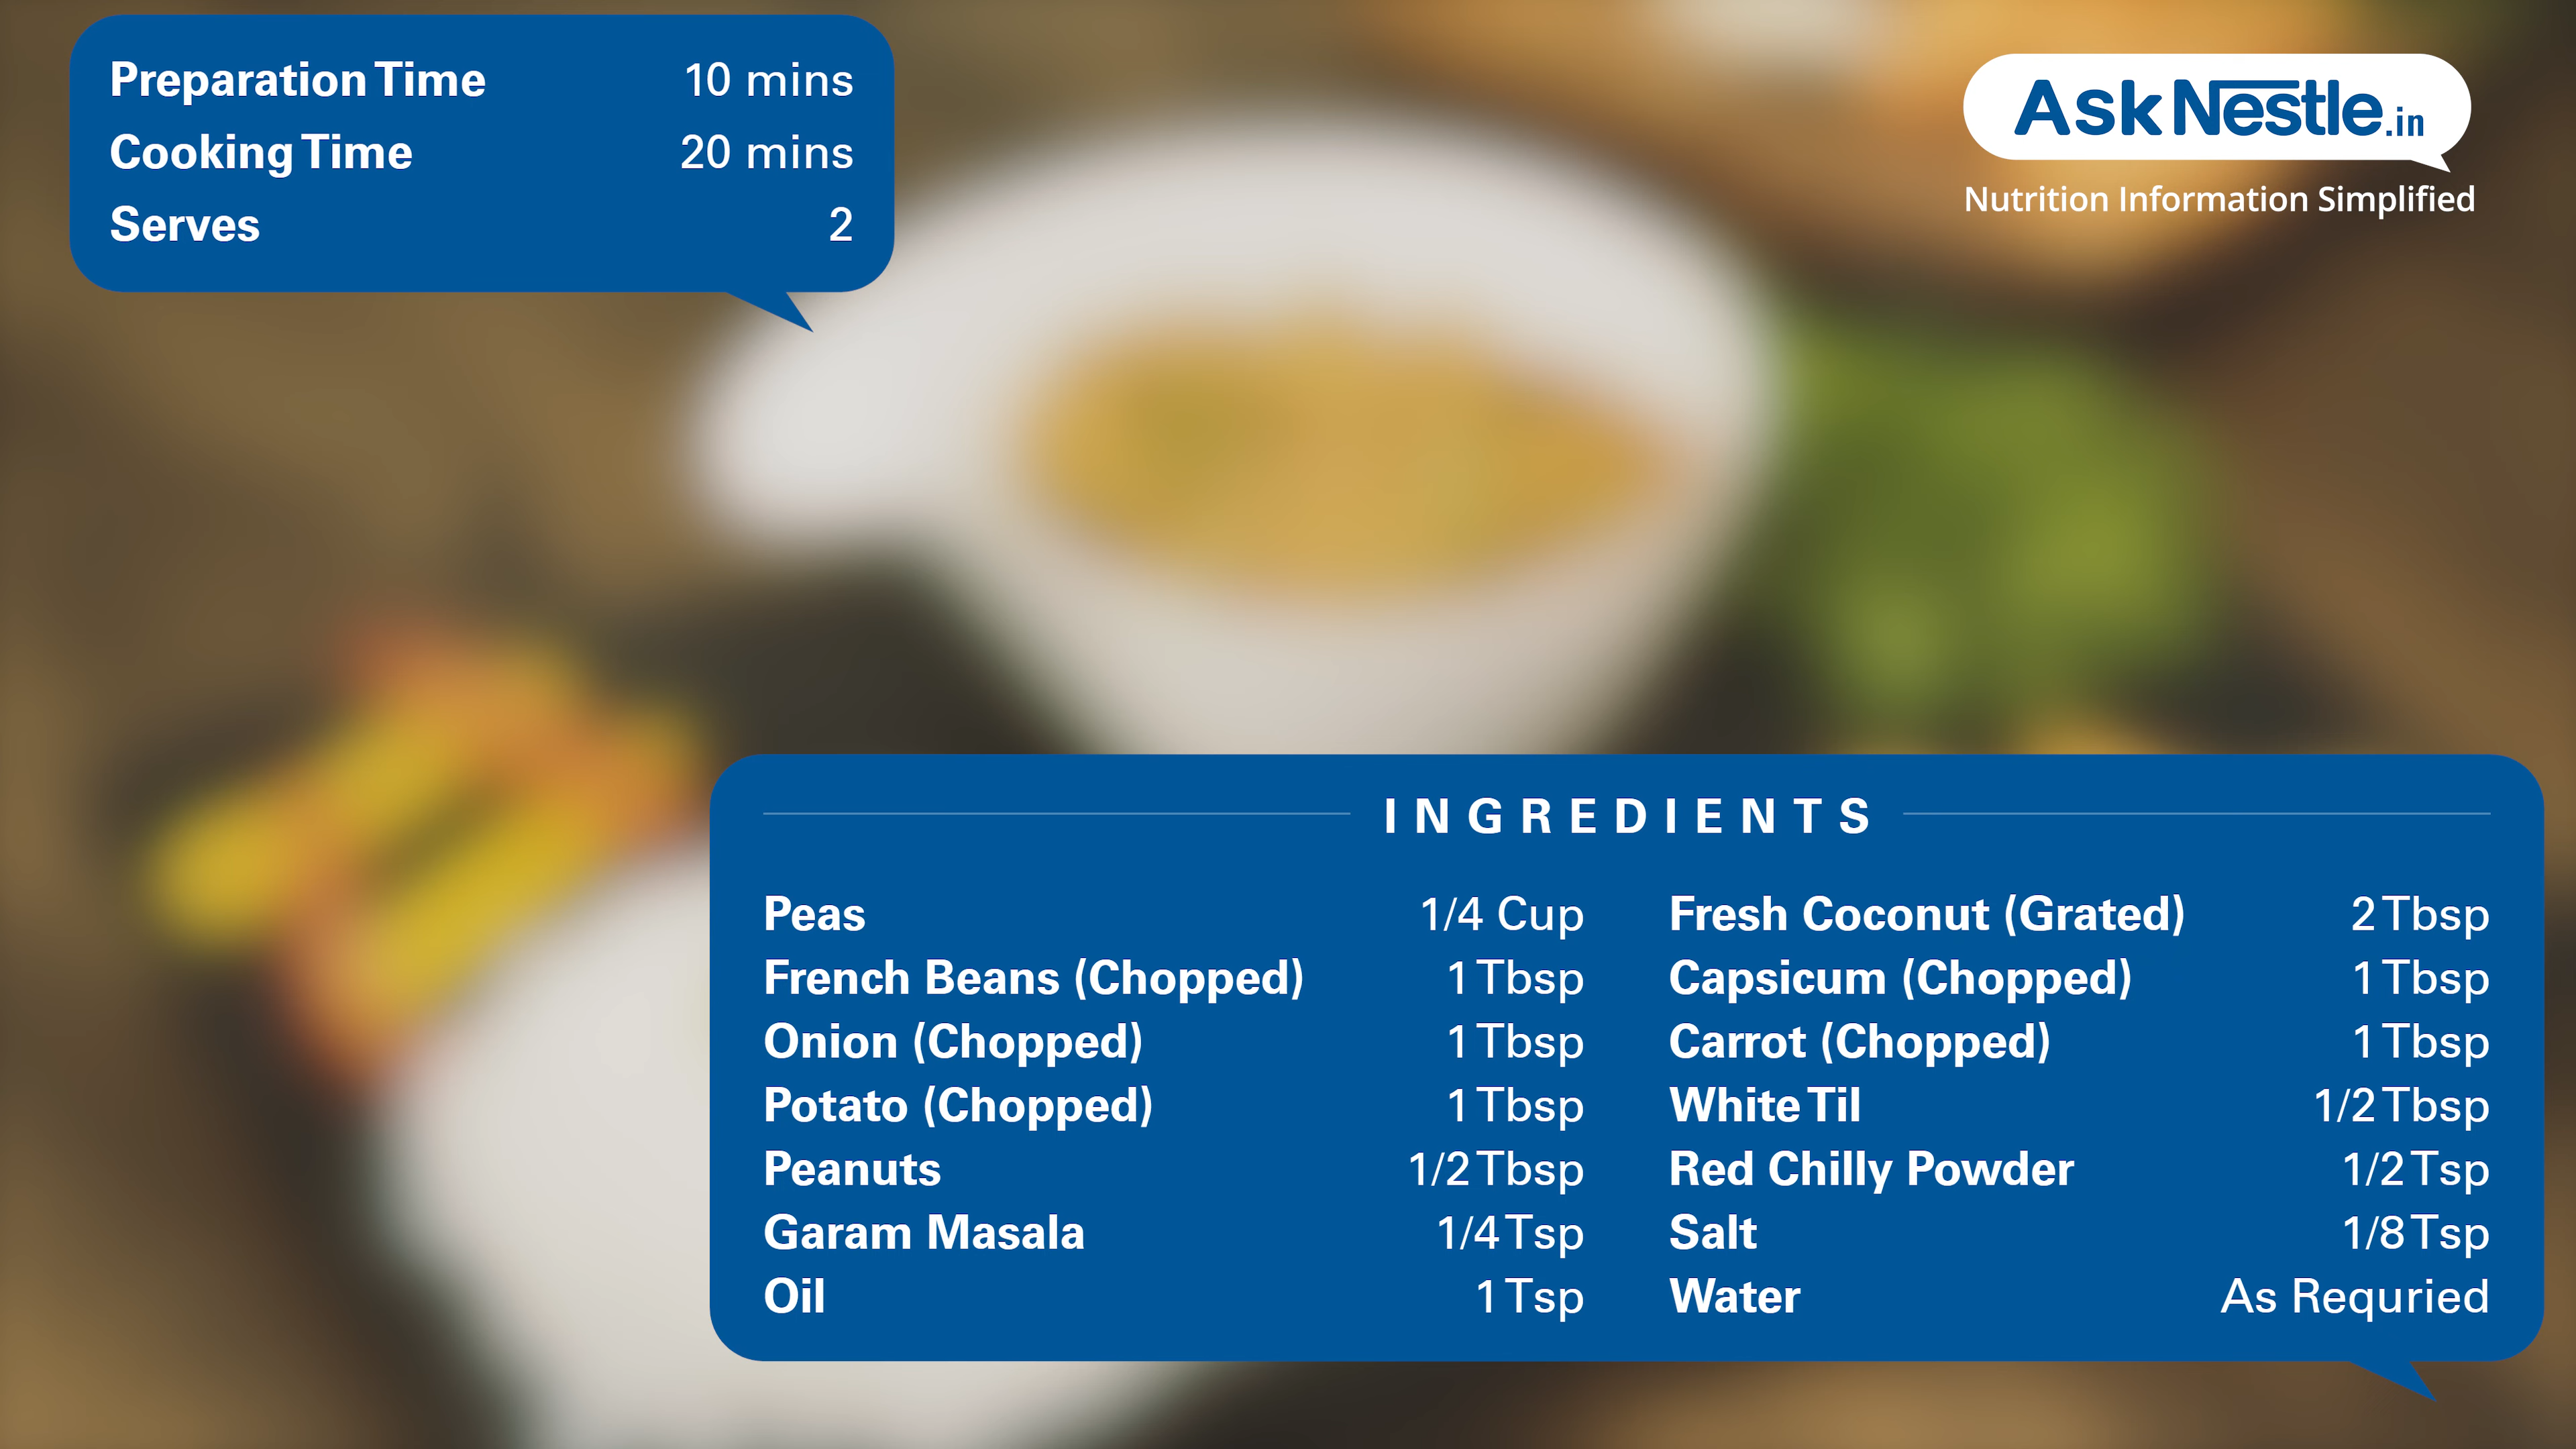 Preparation Time 10 mins
Cooking Time 20 mins
Serves 2
AskNestle.in
Nutrition Information Simplified
INGREDIENTS
Peas 1/4 Cup
French Beans (Chopped) 1 Tbsp
Onion (Chopped) 1 Tbsp
Potato (Chopped) 1 Tbsp
Peanuts 1/2 Tbsp
Garam Masala 1/4 Tsp
Oil 1 Tsp
Fresh Coconut (Grated) 2 Tbsp
Capsicum (Chopped) 1 Tbsp
Carrot (Chopped) 1 Tbsp
White Til 1/2 Tbsp
Red Chilly Powder 1/2 Tsp
Salt 1/8 Tsp
Water As Requried